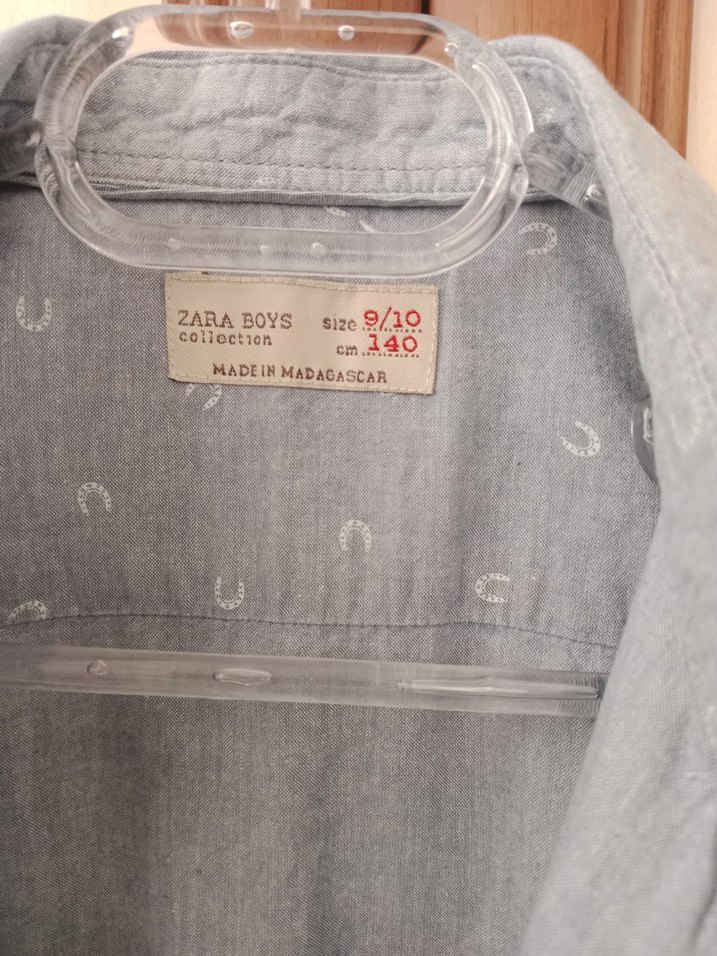 ZARA BOYS size 9/10
collection cm 140
MADE IN MADAGASCAR